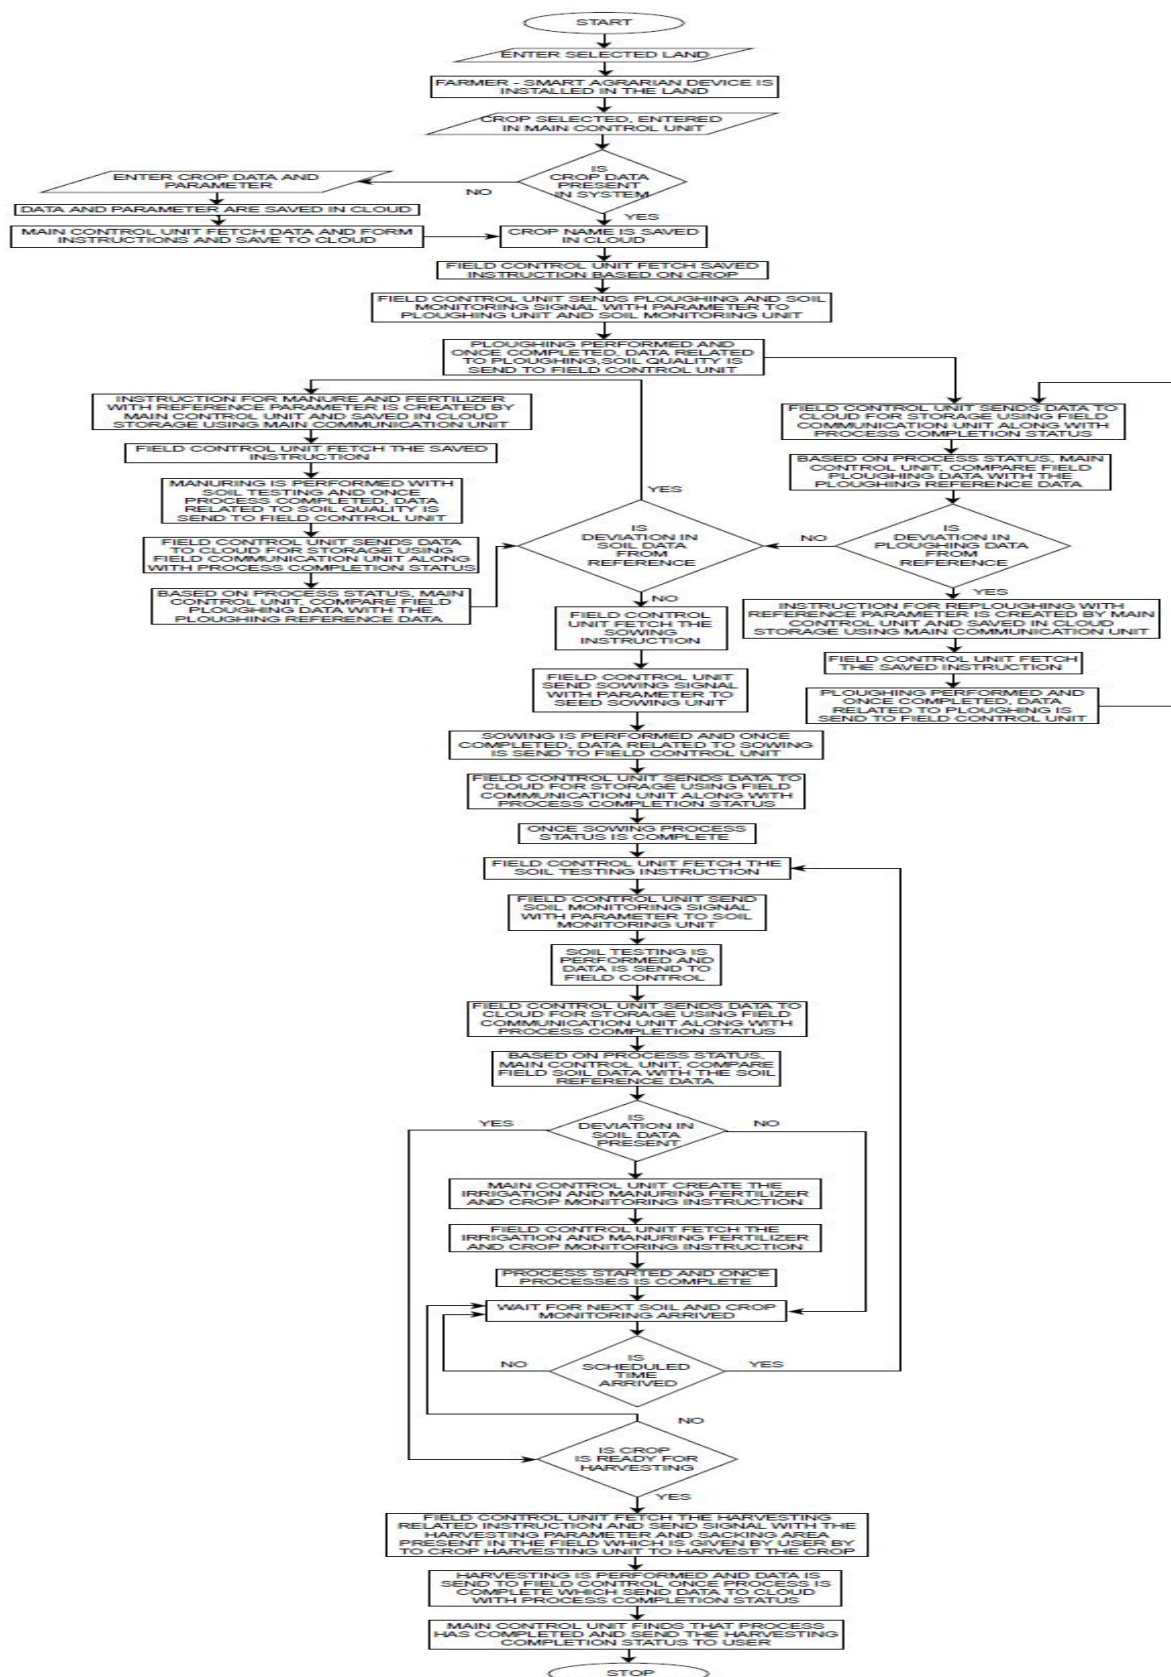 START
ENTER SELECTED LAND
FARMER - SMART AGRARIAN DEVICE IS
INSTALLED IN THE LAND
CROP SELECTED, ENTERED
IN MAIN CONTROL UNIT
IS
CROP DATA
PRESENT
IN SYSTEM
NO
YES
ENTER CROP DATA AND
PARAMETER
DATA AND PARAMETER ARE SAVED IN CLOUD
MAIN CONTROL UNIT FETCH DATA AND FORM
INSTRUCTIONS AND SAVE TO CLOUD
CROP NAME IS SAVED
IN CLOUD
FIELD CONTROL UNIT FETCH SAVED
INSTRUCTION BASED ON CROP
FIELD CONTROL UNIT SENDS PLOUGHING AND SOIL
MONITORING SIGNAL WITH PARAMETER TO
PLOUGHING UNIT AND SOIL MONITORING UNIT
PLOUGHING PERFORMED AND
ONCE COMPLETED, DATA RELATED
TO PLOUGHING,SOIL QUALITY IS
SEND TO FIELD CONTROL UNIT
FIELD CONTROL UNIT SENDS DATA TO
CLOUD FOR STORAGE USING FIELD
COMMUNICATION UNIT ALONG WITH
PROCESS COMPLETION STATUS
BASED ON PROCESS STATUS, MAIN
CONTROL UNIT, COMPARE FIELD
PLOUGHING DATA WITH THE
PLOUGHING REFERENCE DATA
IS
DEVIATION IN
PLOUGHING DATA
FROM
REFERENCE
NO
YES
INSTRUCTION FOR REPLOUGHING WITH
REFERENCE PARAMETER IS CREATED BY MAIN
CONTROL UNIT AND SAVED IN CLOUD
STORAGE USING MAIN COMMUNICATION UNIT
FIELD CONTROL UNIT FETCH
THE SAVED INSTRUCTION
PLOUGHING PERFORMED AND
ONCE COMPLETED, DATA
RELATED TO PLOUGHING IS
SEND TO FIELD CONTROL UNIT
IS
DEVIATION IN
SOIL DATA
FROM
REFERENCE
YES
NO
INSTRUCTION FOR MANURE AND FERTILIZER
WITH REFERENCE PARAMETER IS CREATED BY
MAIN CONTROL UNIT AND SAVED IN CLOUD
STORAGE USING MAIN COMMUNICATION UNIT
FIELD CONTROL UNIT FETCH THE SAVED
INSTRUCTION
MANURING IS PERFORMED WITH
SOIL TESTING AND ONCE
PROCESS COMPLETED, DATA
RELATED TO SOIL QUALITY IS
SEND TO FIELD CONTROL UNIT
FIELD CONTROL UNIT SENDS DATA
TO CLOUD FOR STORAGE USING
FIELD COMMUNICATION UNIT ALONG
WITH PROCESS COMPLETION STATUS
BASED ON PROCESS STATUS, MAIN
CONTROL UNIT, COMPARE FIELD
PLOUGHING DATA WITH THE
PLOUGHING REFERENCE DATA
FIELD CONTROL
UNIT FETCH THE
SOWING
INSTRUCTION
FIELD CONTROL UNIT
SEND SOWING SIGNAL
WITH PARAMETER TO
SEED SOWING UNIT
SOWING IS PERFORMED AND ONCE
COMPLETED, DATA RELATED TO SOWING
IS SEND TO FIELD CONTROL UNIT
FIELD CONTROL UNIT SENDS DATA TO
CLOUD FOR STORAGE USING FIELD
COMMUNICATION UNIT ALONG WITH
PROCESS COMPLETION STATUS
ONCE SOWING PROCESS
STATUS IS COMPLETE
FIELD CONTROL UNIT FETCH THE
SOIL TESTING INSTRUCTION
FIELD CONTROL UNIT SEND
SOIL MONITORING SIGNAL
WITH PARAMETER TO SOIL
MONITORING UNIT
SOIL TESTING IS
PERFORMED AND
DATA IS SEND TO
FIELD CONTROL
FIELD CONTROL UNIT SENDS DATA TO
CLOUD FOR STORAGE USING FIELD
COMMUNICATION UNIT ALONG WITH
PROCESS COMPLETION STATUS
BASED ON PROCESS STATUS,
MAIN CONTROL UNIT, COMPARE
FIELD SOIL DATA WITH THE SOIL
REFERENCE DATA
IS
DEVIATION IN
SOIL DATA
PRESENT
YES
NO
MAIN CONTROL UNIT CREATE THE
IRRIGATION AND MANURING FERTILIZER
AND CROP MONITORING INSTRUCTION
FIELD CONTROL UNIT FETCH THE
IRRIGATION AND MANURING FERTILIZER
AND CROP MONITORING INSTRUCTION
PROCESS STARTED AND ONCE
PROCESSES IS COMPLETE
WAIT FOR NEXT SOIL AND CROP
MONITORING ARRIVED
IS
SCHEDULED
TIME
ARRIVED
NO
YES
NO
IS CROP
IS READY FOR
HARVESTING
YES
FIELD CONTROL UNIT FETCH THE HARVESTING
RELATED INSTRUCTION AND SEND SIGNAL WITH THE
HARVESTING PARAMETER AND SACKING AREA
PRESENT IN THE FIELD WHICH IS GIVEN BY USER BY
TO CROP HARVESTING UNIT TO HARVEST THE CROP
HARVESTING IS PERFORMED AND DATA IS
SEND TO FIELD CONTROL ONCE PROCESS IS
COMPLETE WHICH SEND DATA TO CLOUD
WITH PROCESS COMPLETION STATUS
MAIN CONTROL UNIT FINDS THAT PROCESS
HAS COMPLETED AND SEND THE HARVESTING
COMPLETION STATUS TO USER
STOP